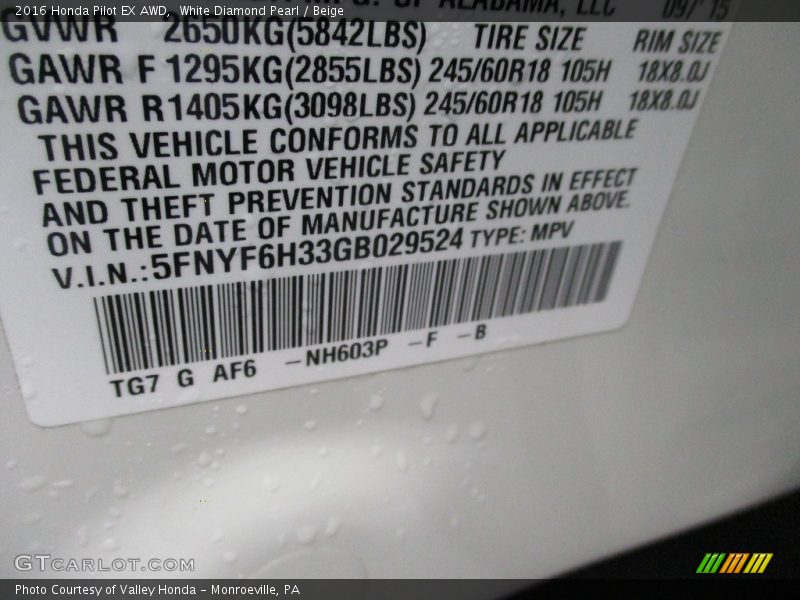 2016 Honda Pilot EX AWD, White Diamond Pearl / Beige
OF ALABAMA, LLC 09/ 15
GVWR 2650KG(5842LBS) TIRE SIZE RIM SIZE
GAWR F 1295KG(2855LBS) 245/60R18 105H 18X8.0J
GAWR R 1405KG(3098LBS) 245/60R18 105H 18X8.0J
THIS VEHICLE CONFORMS TO ALL APPLICABLE
FEDERAL MOTOR VEHICLE SAFETY
AND THEFT PREVENTION STANDARDS IN EFFECT
ON THE DATE OF MANUFACTURE SHOWN ABOVE.
V.I.N.:5FNYF6H33GB029524 TYPE: MPV
TG7 G AF6 -NH603P -F -B
GTCARLOT.COM
Photo Courtesy of Valley Honda - Monroeville, PA